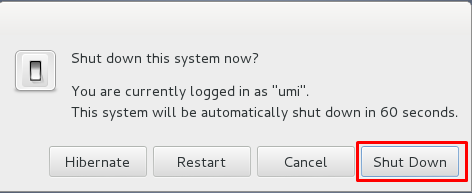 Shut down this system now?
You are currently logged in as "umi".
This system will be automatically shut down in 60 seconds.
Hibernate Restart Cancel Shut Down